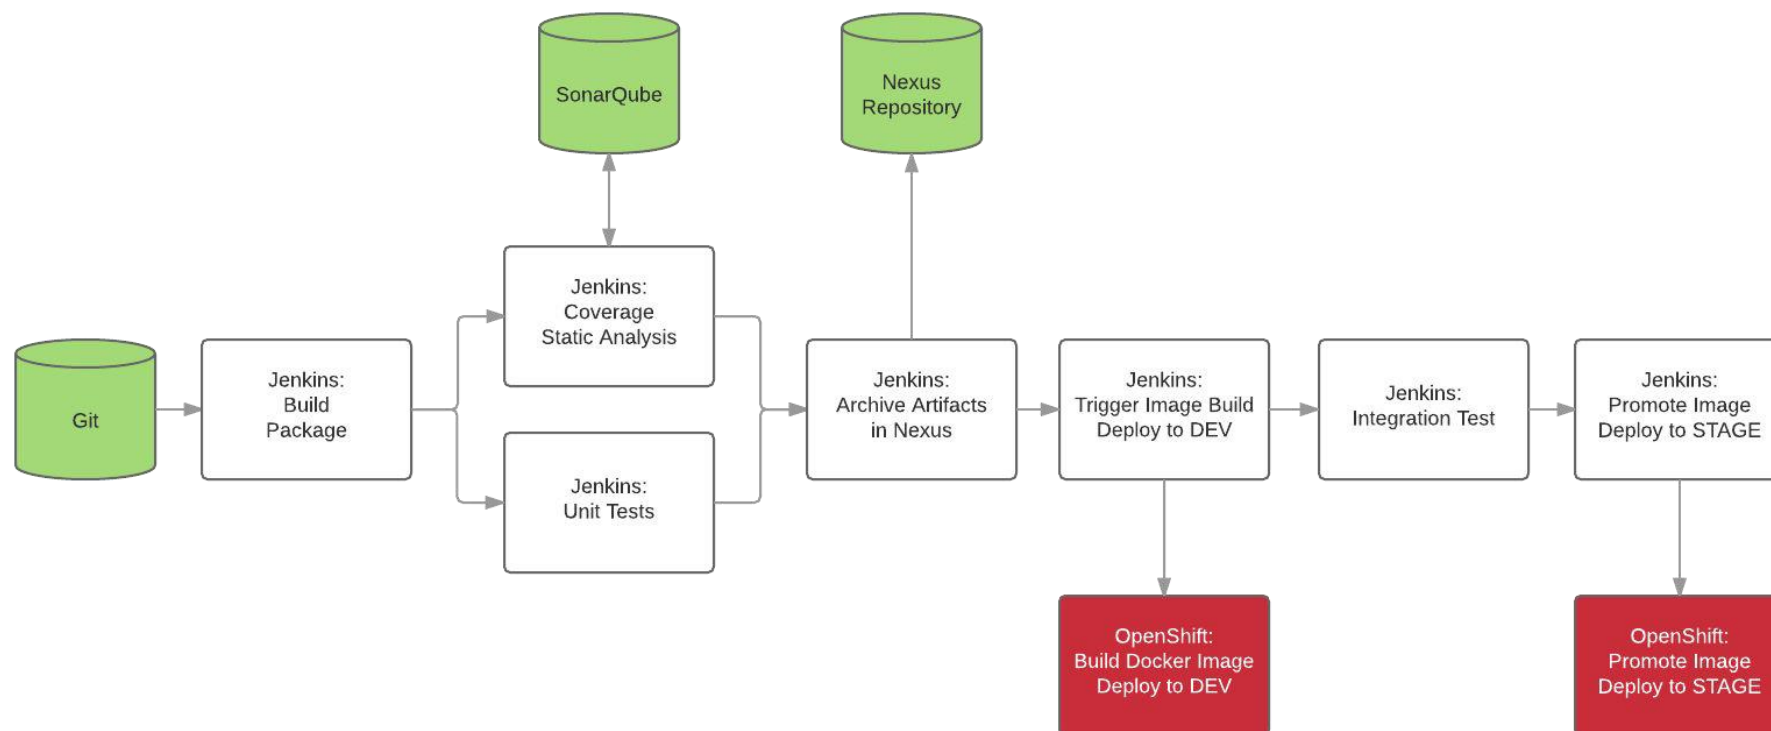 SonarQube
Nexus
Repository
Jenkins:
Coverage
Static Analysis
Git
Jenkins:
Build
Package
Jenkins:
Unit Tests
Jenkins:
Archive Artifacts
in Nexus
Jenkins:
Trigger Image Build
Deploy to DEV
Jenkins:
Integration Test
Jenkins:
Promote Image
Deploy to STAGE
OpenShift:
Build Docker Image
Deploy to DEV
OpenShift:
Promote Image
Deploy to STAGE